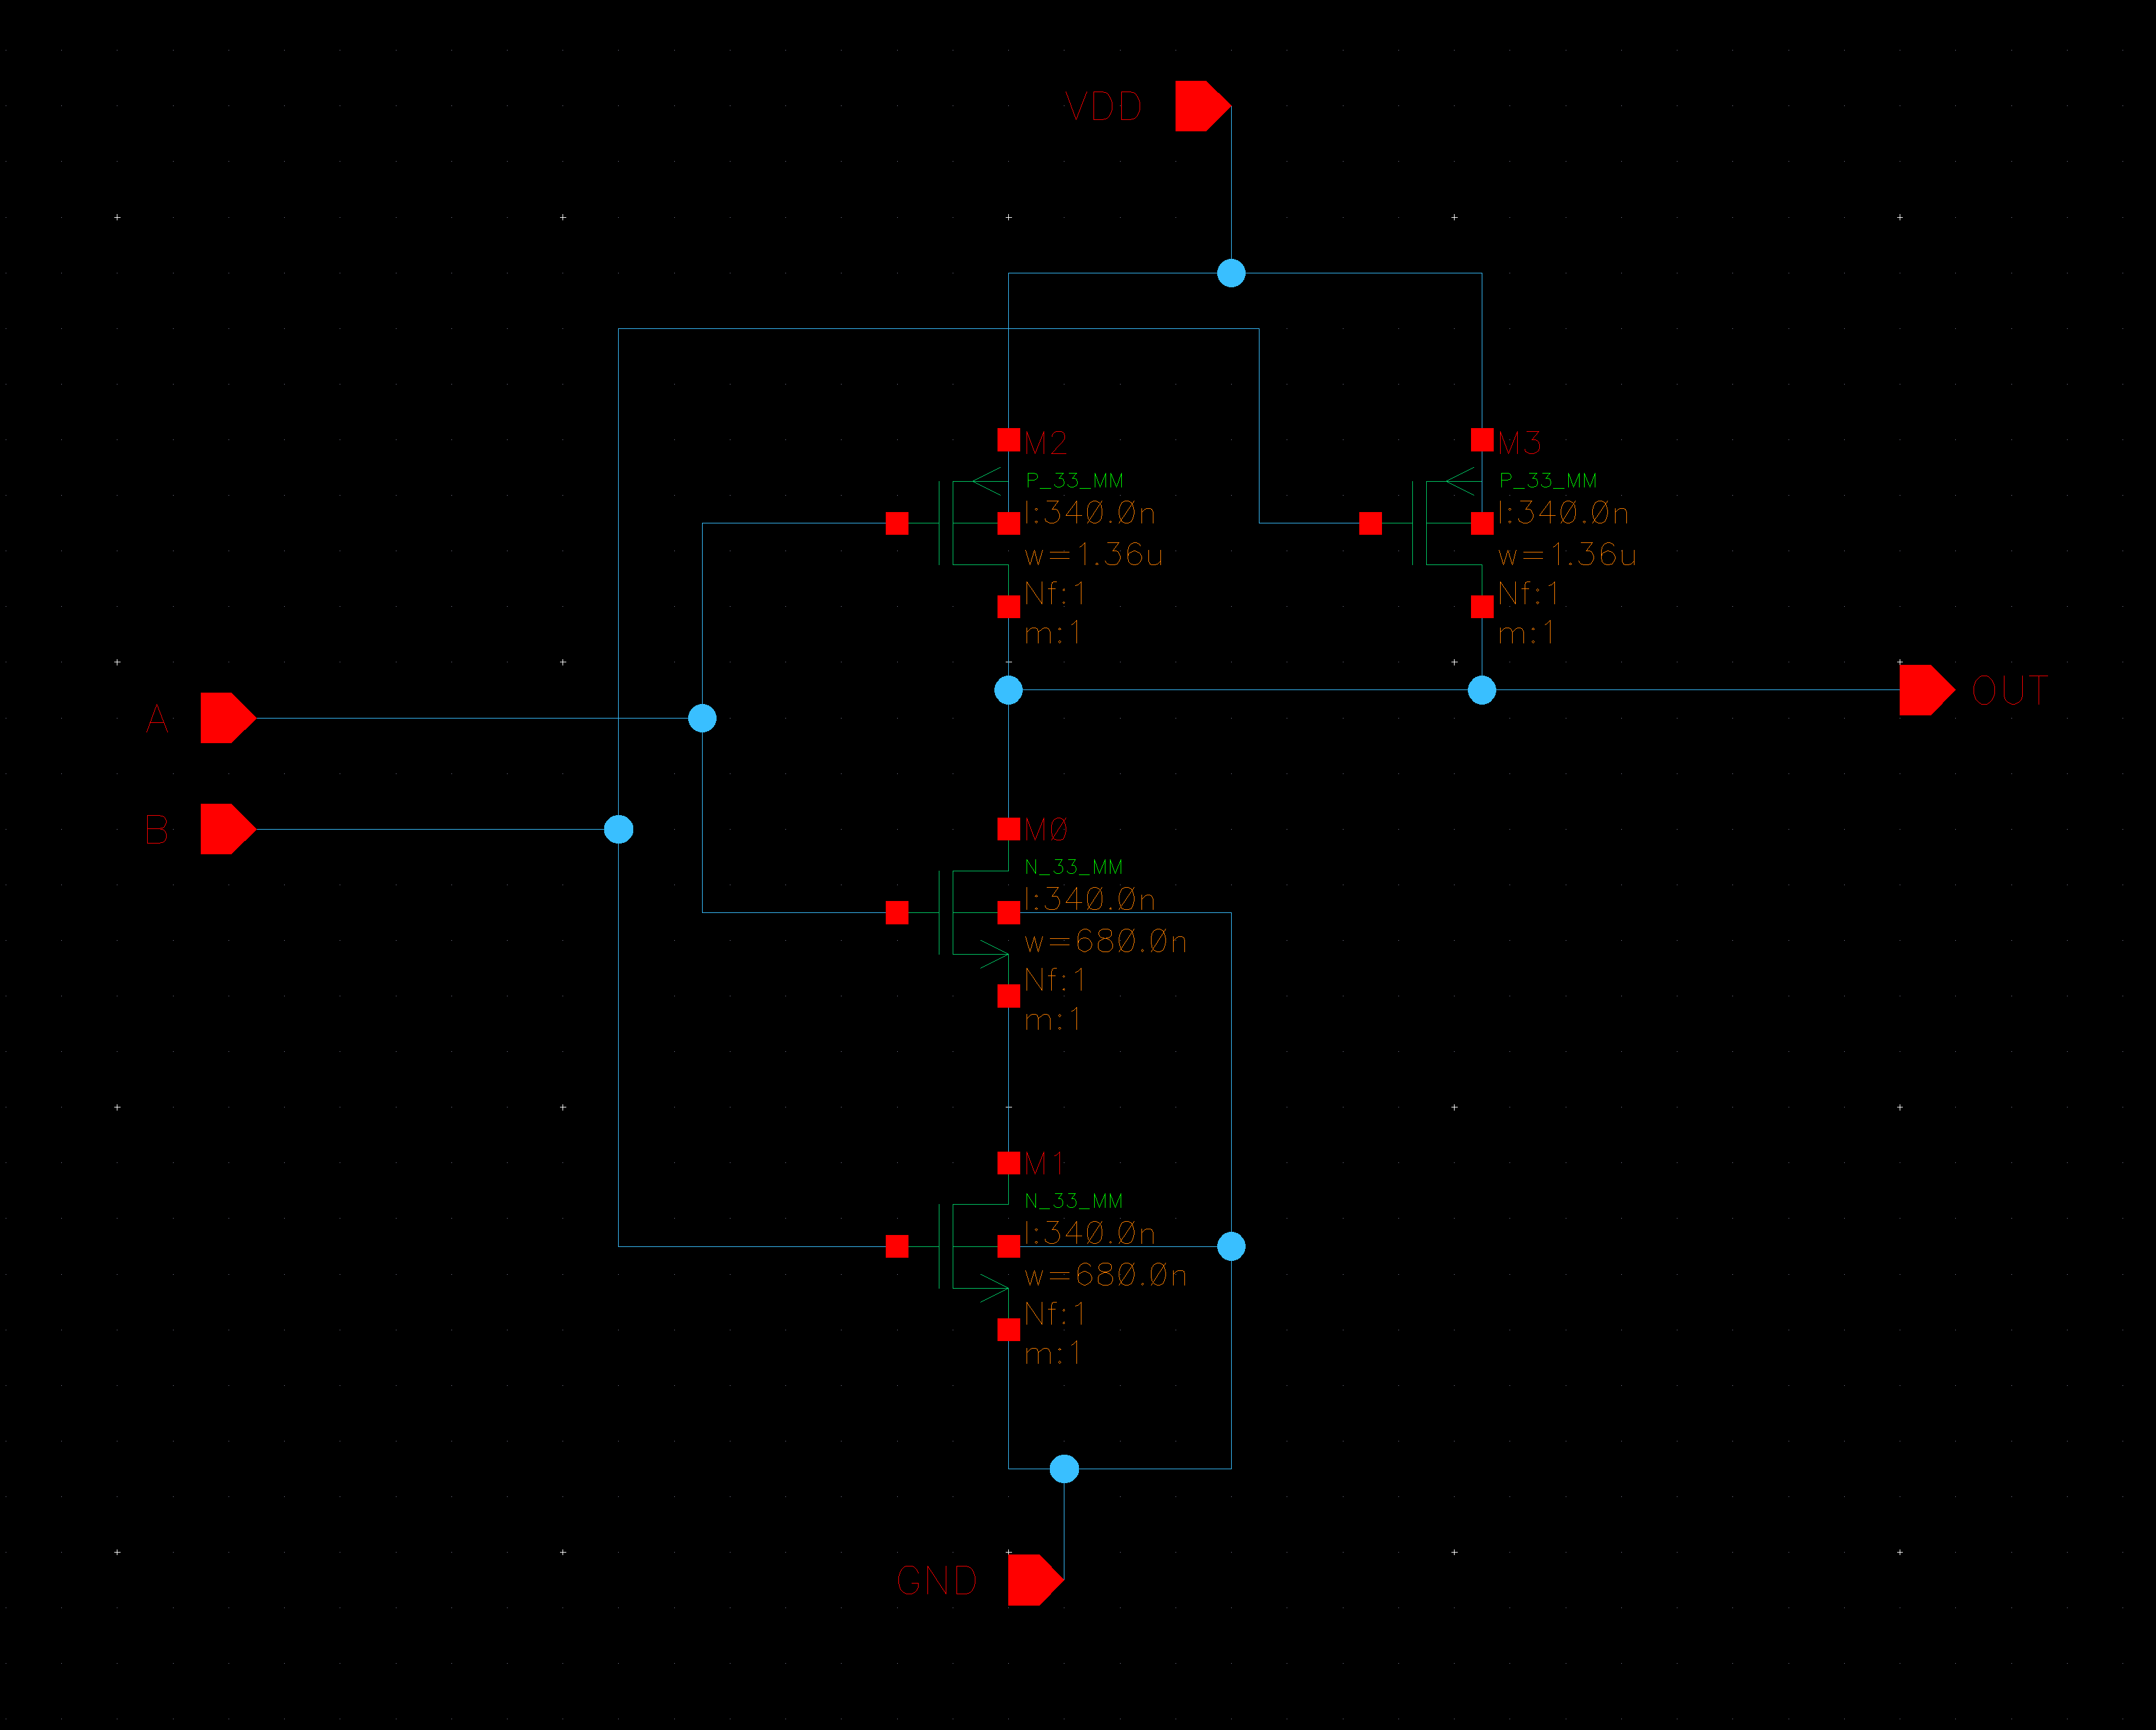 VDD
M2
P_33_MM
l:340.0n
w=1.36u
Nf:1
m:1
M3
P_33_MM
l:340.0n
w=1.36u
Nf:1
m:1
A
OUT
B
M0
N_33_MM
l:340.0n
w=680.0n
Nf:1
m:1
M1
N_33_MM
l:340.0n
w=680.0n
Nf:1
m:1
GND